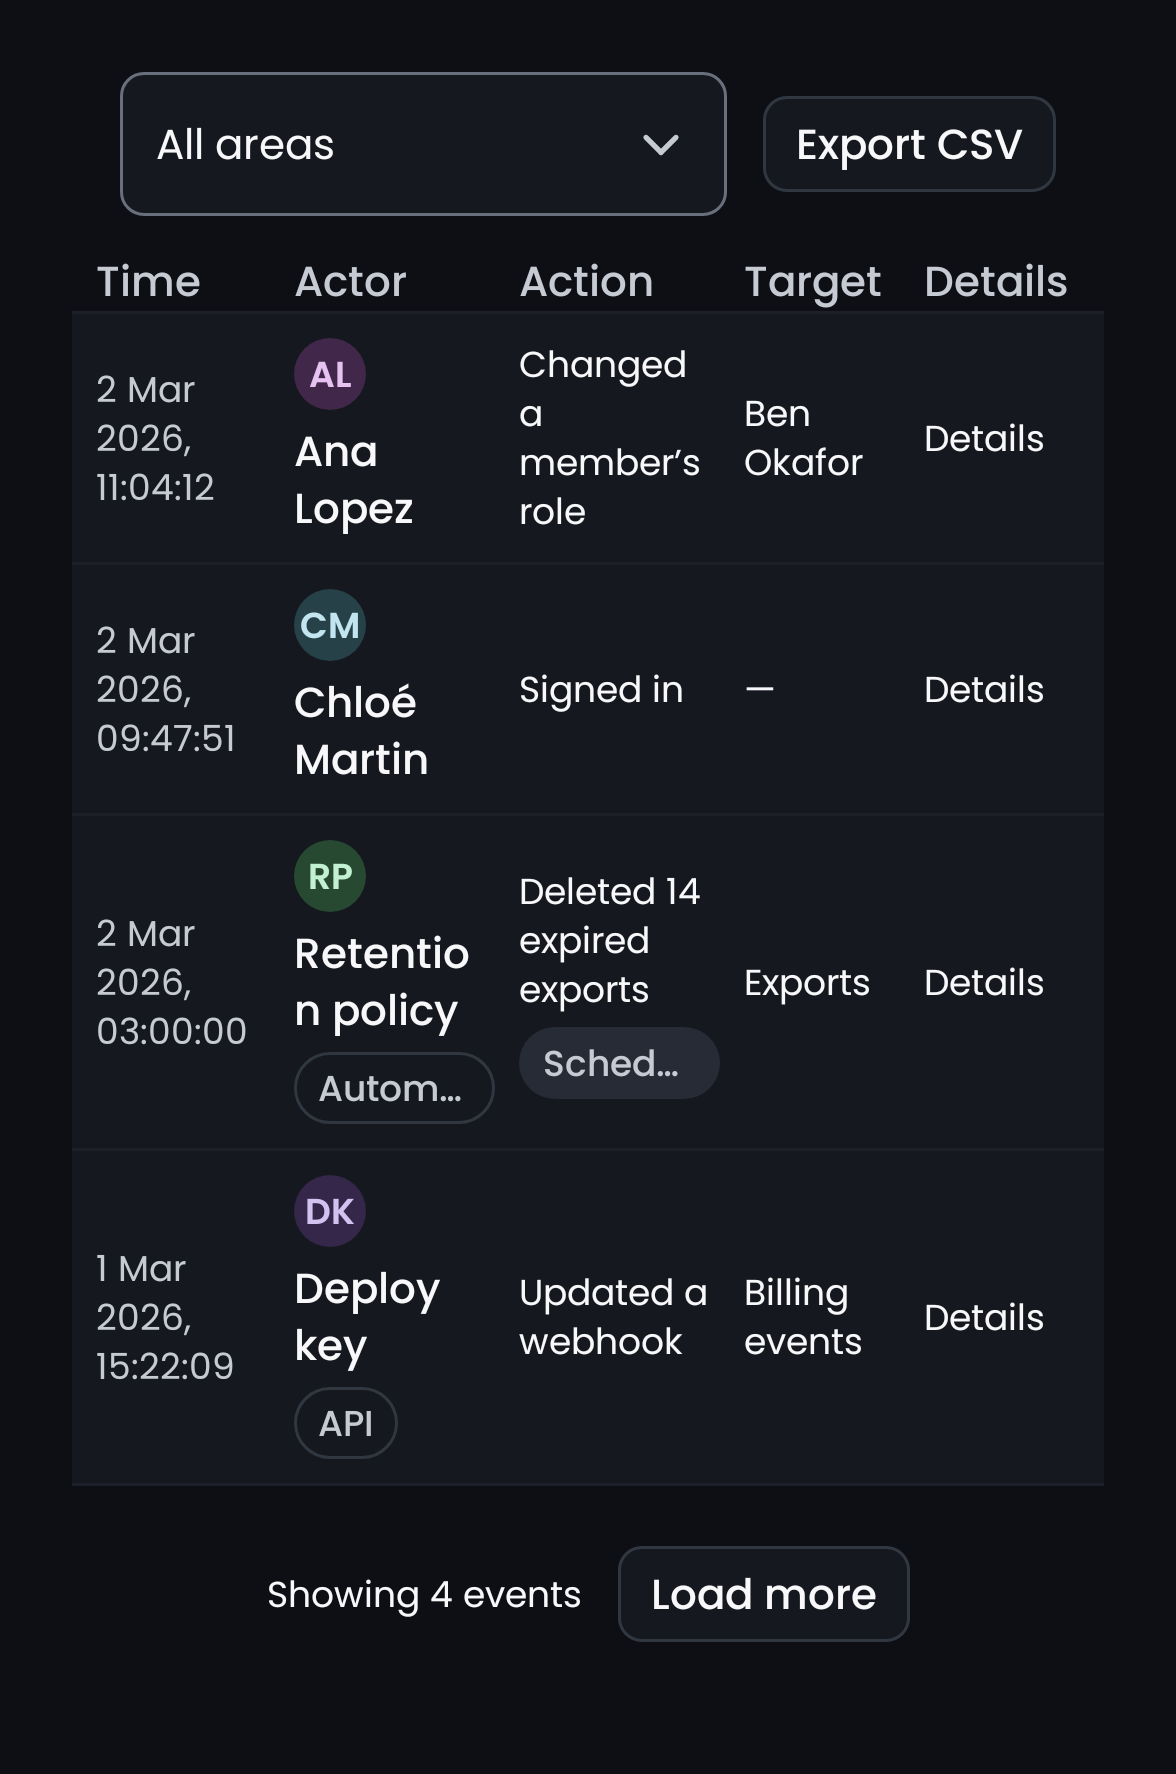 All areas
Export CSV
Time Actor Action Target Details
2 Mar
2026,
11:04:12
AL
Ana
Lopez
Changed
a
member’s
role
Ben
Okafor
Details
2 Mar
2026,
09:47:51
CM
Chloé
Martin
Signed in
—
Details
2 Mar
2026,
03:00:00
RP
Retentio
n policy
Autom...
Deleted 14
expired
exports
Sched...
Exports
Details
1 Mar
2026,
15:22:09
DK
Deploy
key
API
Updated a
webhook
Billing
events
Details
Showing 4 events
Load more